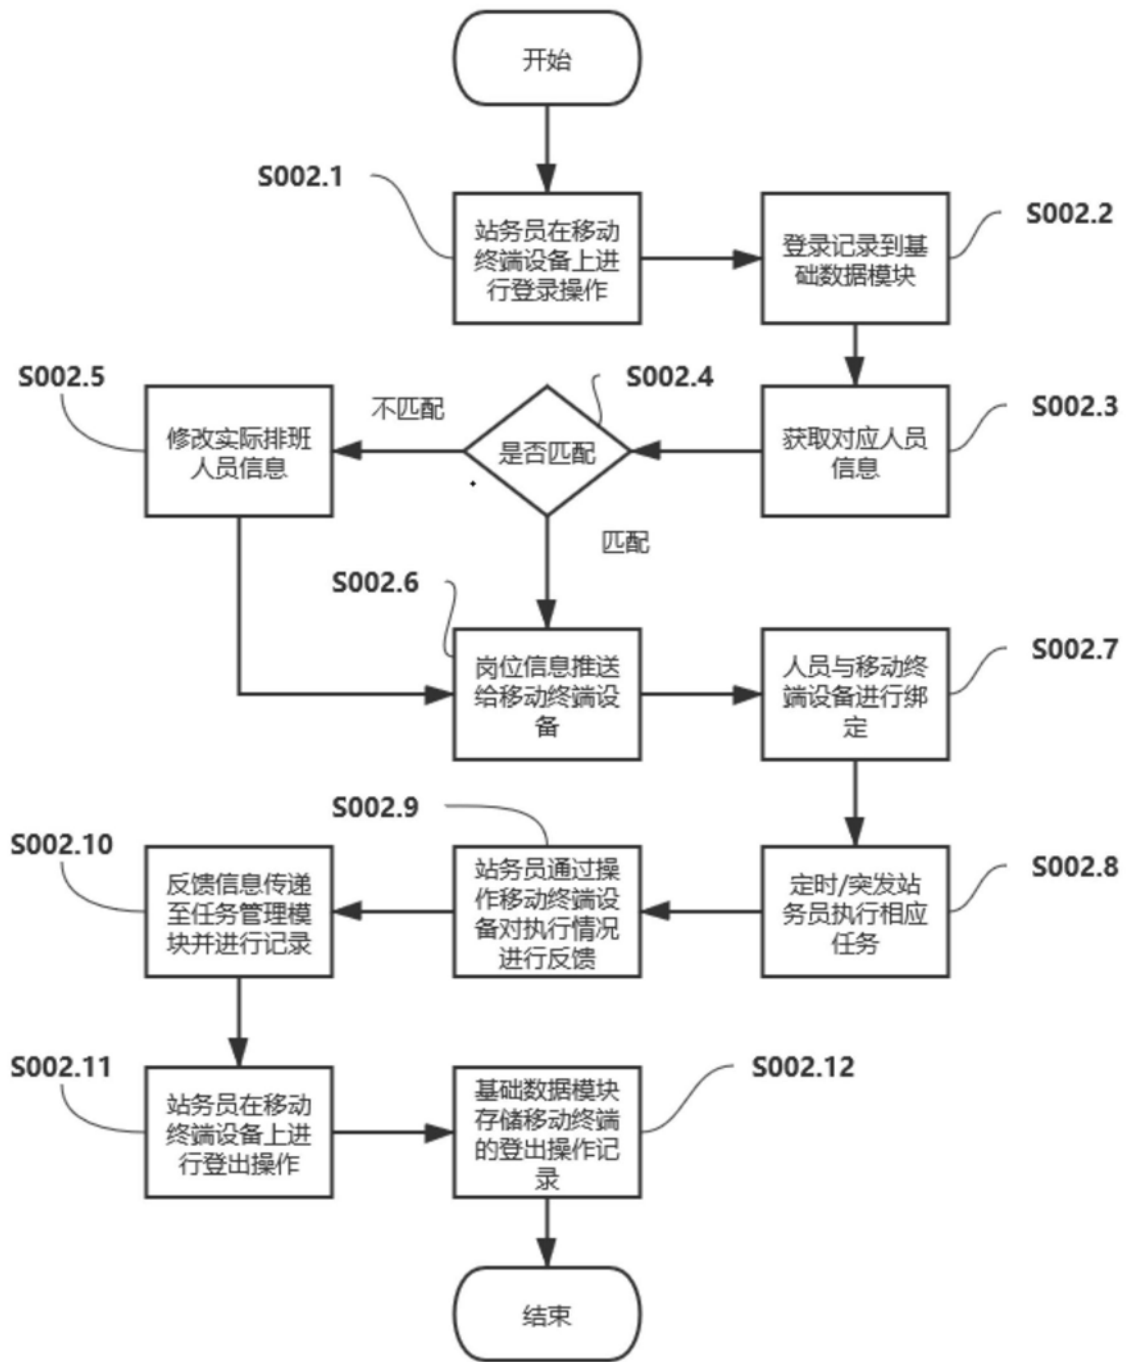 开始
S002.1
站务员在移动
终端设备上进
行登录操作
S002.2
登录记录到基
础数据模块
S002.3
获取对应人员
信息
S002.4
是否匹配
不匹配
匹配
S002.5
修改实际排班
人员信息
S002.6
岗位信息推送
给移动终端设
备
S002.7
人员与移动终
端设备进行绑
定
S002.8
定时/突发站
务员执行相应
任务
S002.9
站务员通过操
作移动终端设
备对执行情况
进行反馈
S002.10
反馈信息传递
至任务管理模
块并进行记录
S002.11
站务员在移动
终端设备上进
行登出操作
S002.12
基础数据模块
存储移动终端
的登出操作记
录
结束